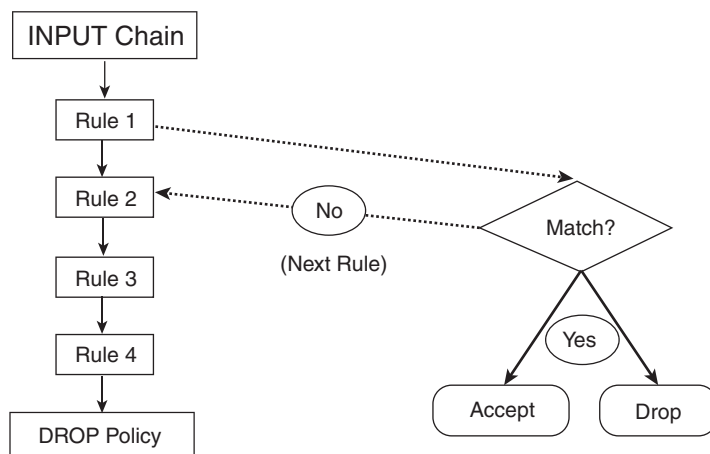 INPUT Chain
Rule 1
Rule 2
No
Match?
(Next Rule)
Rule 3
Yes
Rule 4
Accept
Drop
DROP Policy